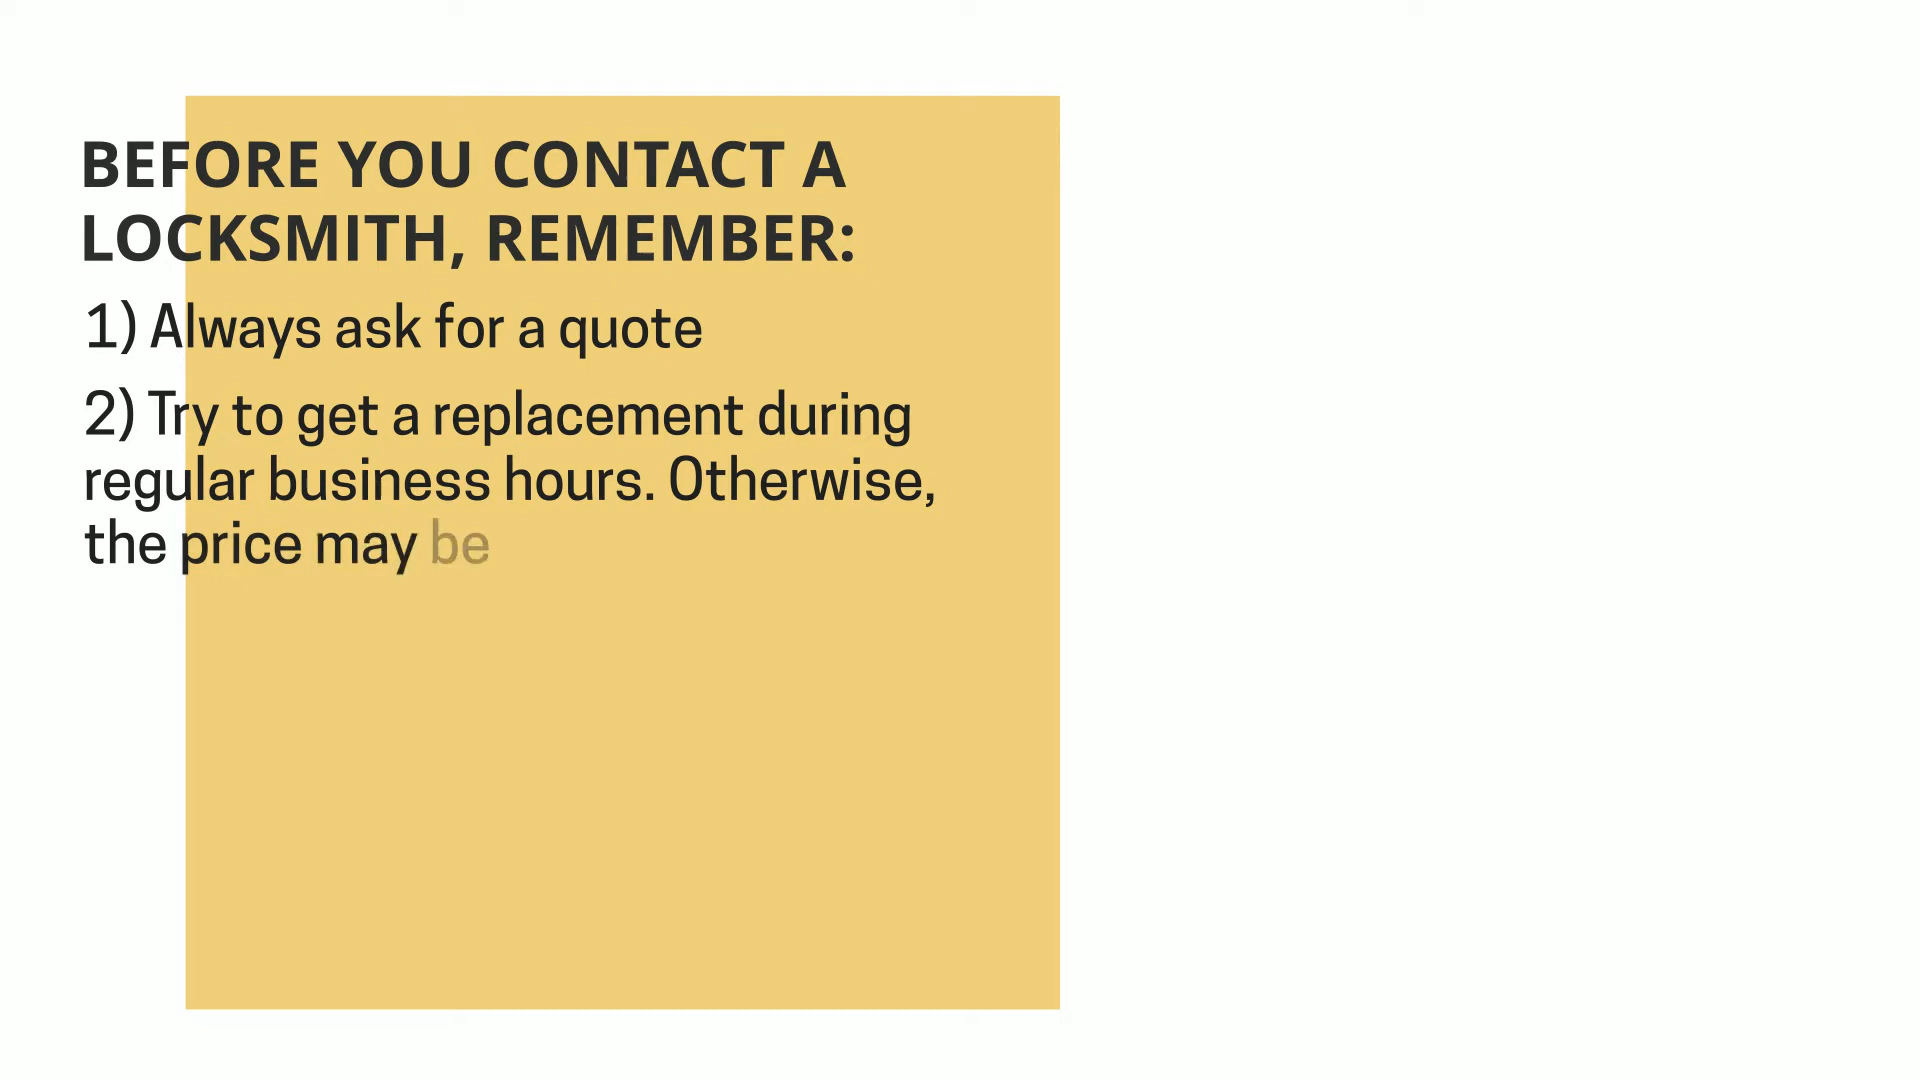 BEFORE YOU CONTACT A
LOCKSMITH, REMEMBER:
1) Always ask for a quote
2) Try to get a replacement during
regular business hours. Otherwise,
the price may be